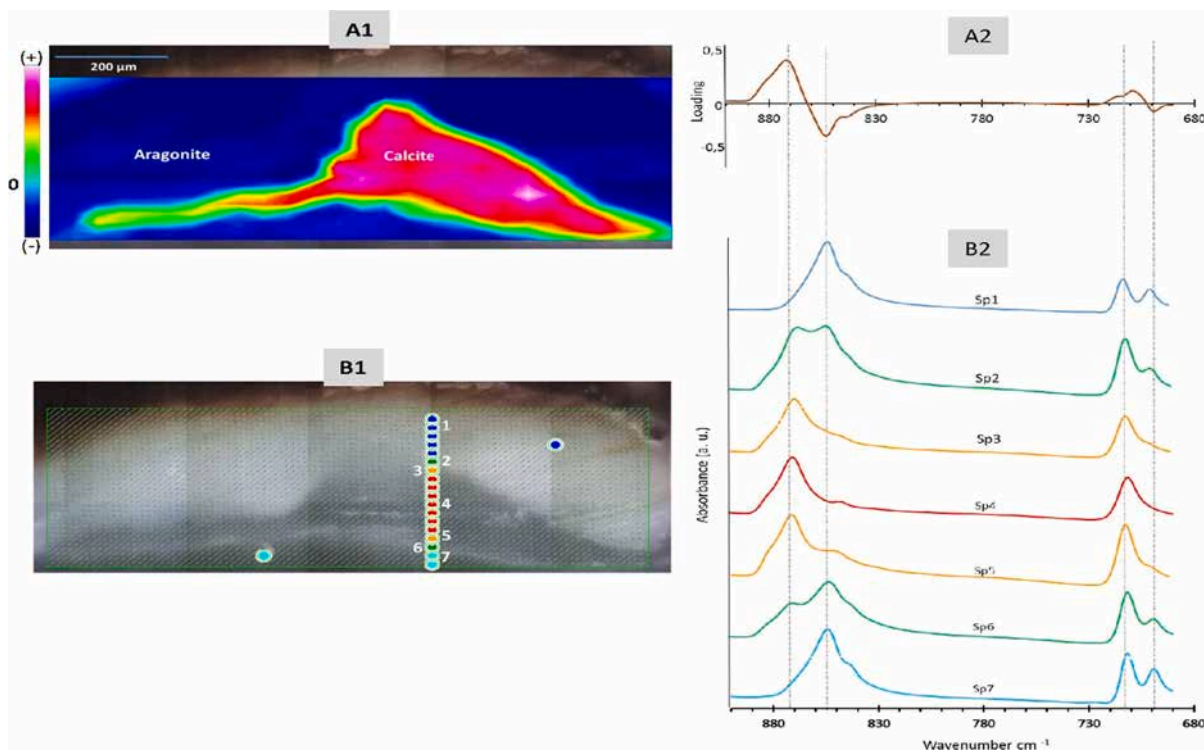 A1
(+)
200 µm
Aragonite
Calcite
0
(-)
A2
0,5
Loading
0
-0,5
880
830
780
730
680
B1
1
2
3
4
5
6
7
B2
Absorbance (a. u.)
Sp1
Sp2
Sp3
Sp4
Sp5
Sp6
Sp7
880
830
780
730
680
Wavenumber cm -1